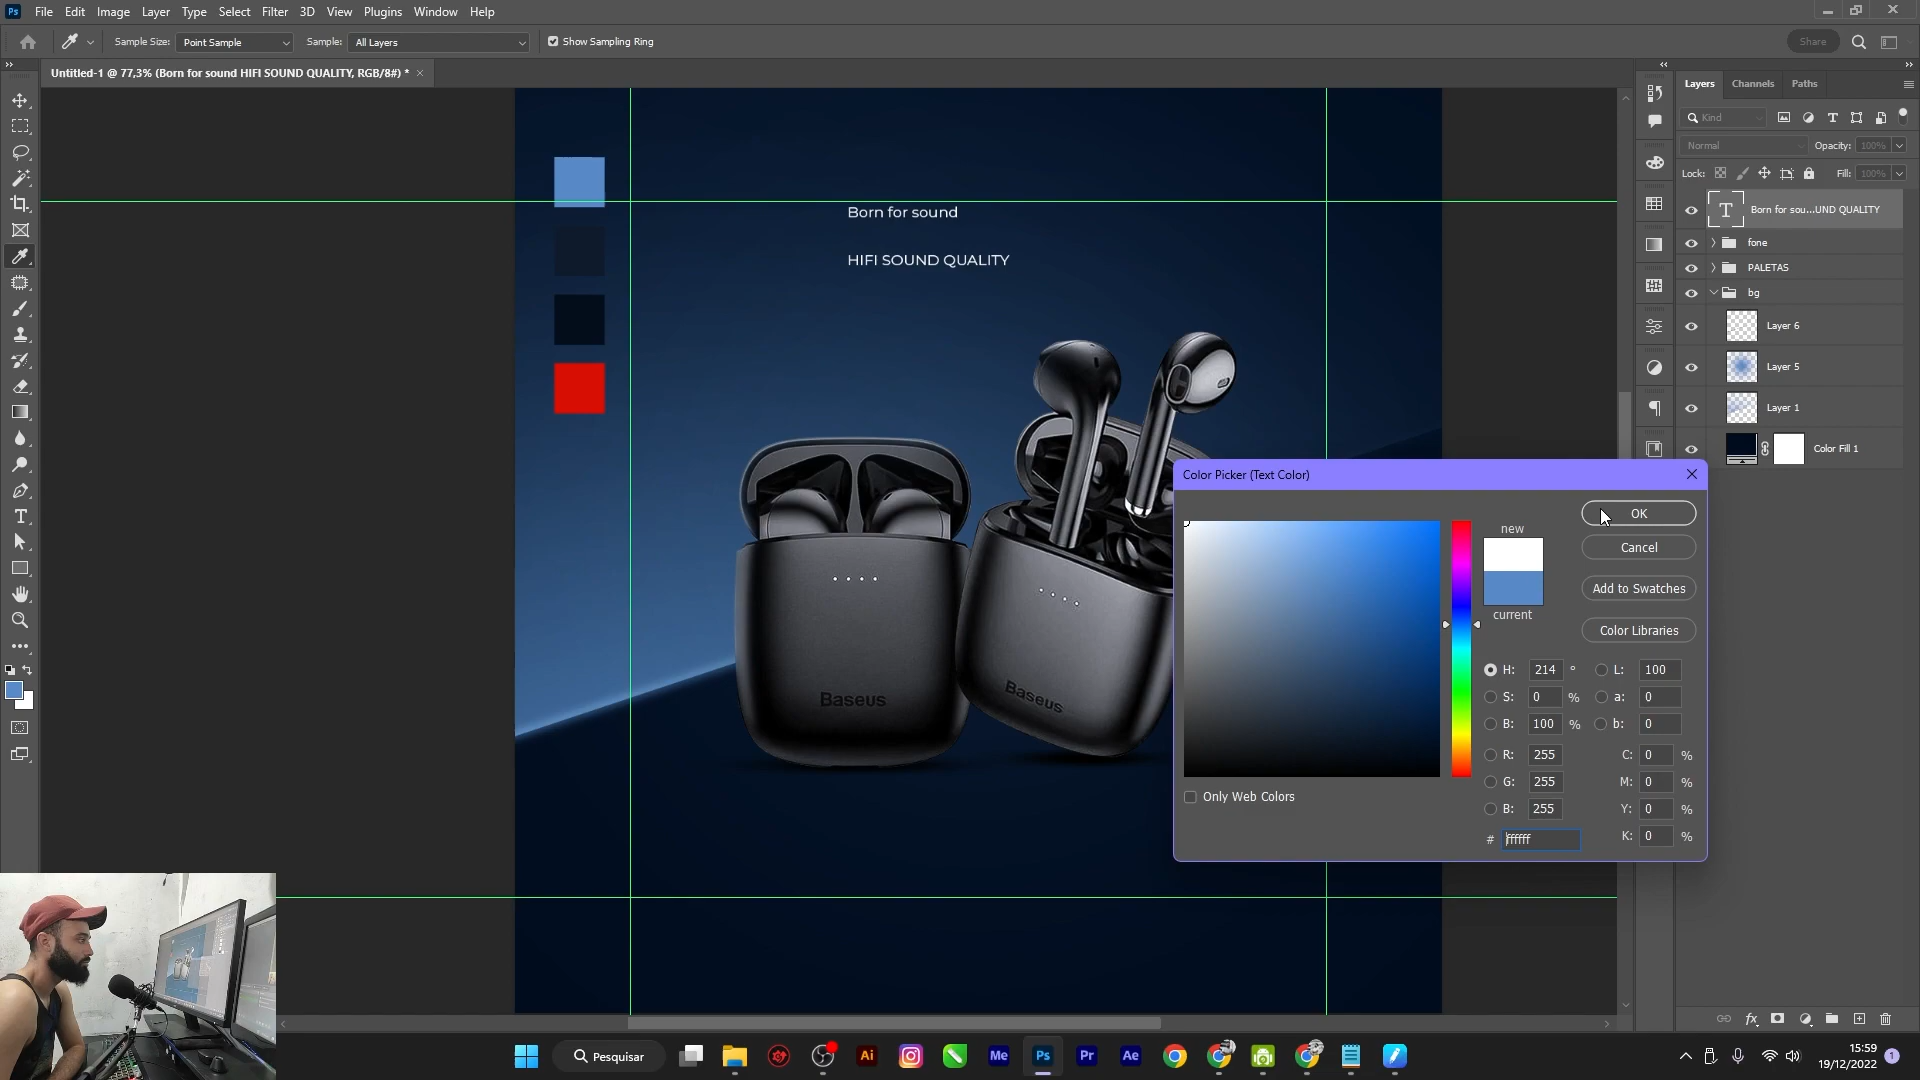 Ps File Edit Image Layer Type Select Filter 3D View Plugins Window Help
Sample Size: Point Sample Sample: All Layers Show Sampling Ring Share
Untitled-1 @ 77,3% (Born for sound HIFI SOUND QUALITY, RGB/8#) *
Layers Channels Paths
Kind
Normal Opacity: 100%
Lock: Fill: 100%
T Born for sou...UND QUALITY
fone
PALETAS
bg
Layer 6
Layer 5
Layer 1
Color Fill 1
Born for sound
HIFI SOUND QUALITY
Baseus
Baseus
Color Picker (Text Color)
new
current
OK
Cancel
Add to Swatches
Color Libraries
H: 214 ° L: 100
S: 0 % a: 0
B: 100 % b: 0
R: 255 C: 0 %
G: 255 M: 0 %
B: 255 Y: 0 %
# ffffff K: 0 %
Only Web Colors
Pesquisar
Ai Me Ps Pr Ae
15:59
19/12/2022
1